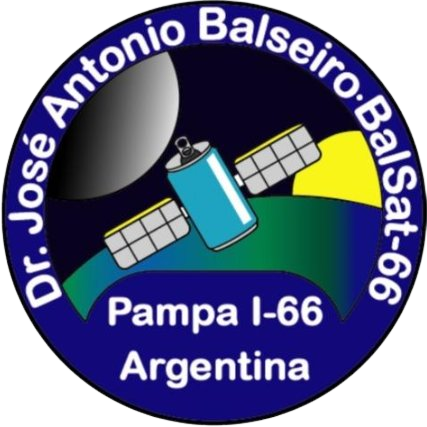 Dr. José Antonio Balseiro·BalSat-66
Pampa I-66
Argentina